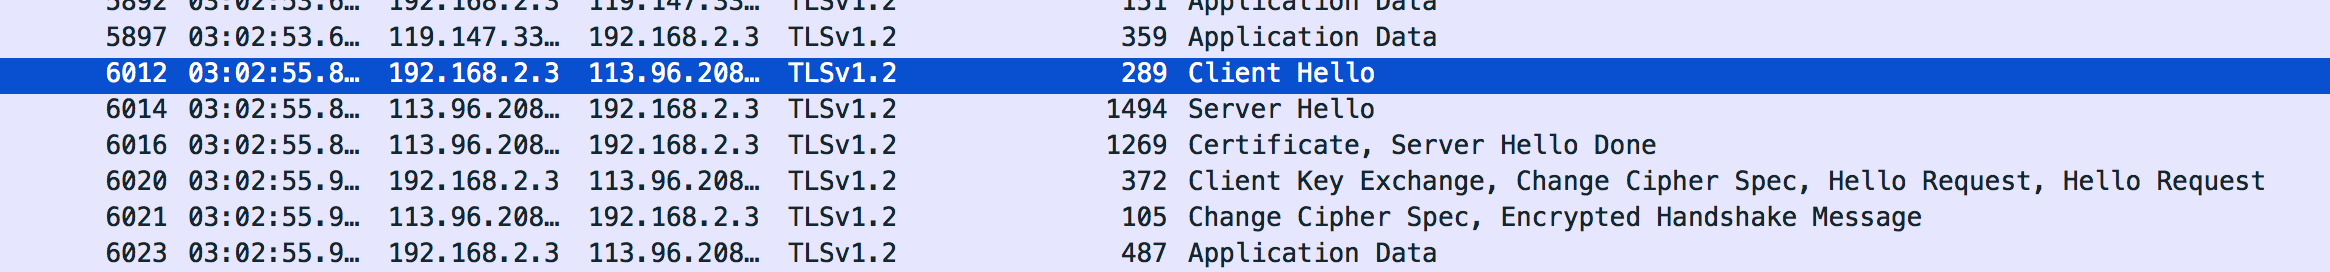 5892 03:02:53.6… 192.168.2.3 119.147.33… TLSv1.2 151 Application Data
5897 03:02:53.6… 119.147.33… 192.168.2.3 TLSv1.2 359 Application Data
6012 03:02:55.8… 192.168.2.3 113.96.208… TLSv1.2 289 Client Hello
6014 03:02:55.8… 113.96.208… 192.168.2.3 TLSv1.2 1494 Server Hello
6016 03:02:55.8… 113.96.208… 192.168.2.3 TLSv1.2 1269 Certificate, Server Hello Done
6020 03:02:55.9… 192.168.2.3 113.96.208… TLSv1.2 372 Client Key Exchange, Change Cipher Spec, Hello Request, Hello Request
6021 03:02:55.9… 113.96.208… 192.168.2.3 TLSv1.2 105 Change Cipher Spec, Encrypted Handshake Message
6023 03:02:55.9… 192.168.2.3 113.96.208… TLSv1.2 487 Application Data